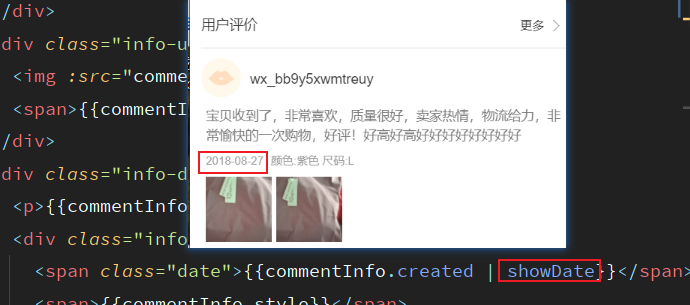 /div>
div class="info-u
<img :src="comme
<span>{{commentI
/div>
div class="info-d
<p>{{commentInfo
<div class="info
<span class="date">{{commentInfo.created | showDate}}</span>
<span>{{commentInfo.style}}</span>
用户评价
更多
wx_bb9y5xwmtreuy
宝贝收到了，非常喜欢，质量很好，卖家热情，物流给力，非
常愉快的一次购物，好评！好高好高好好好好好好好好
2018-08-27 颜色:紫色 尺码:L